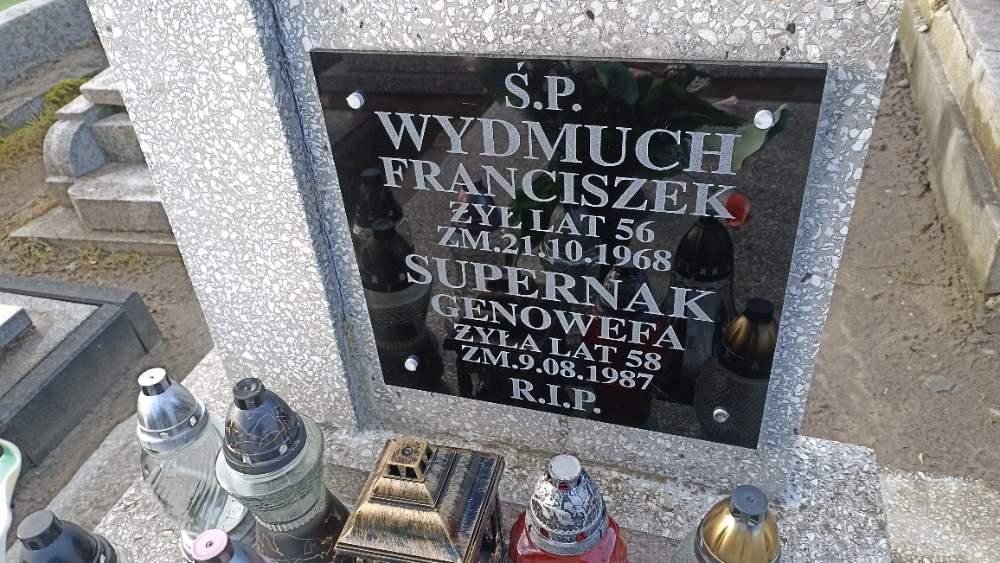 Ś.P.
WYDMUCH
FRANCISZEK
ŻYŁ LAT 56
ZM.21.10.1968
SUPERNAK
GENOWEFA
ŻYŁA LAT 58
ZM.9.08.1987
R.I.P.